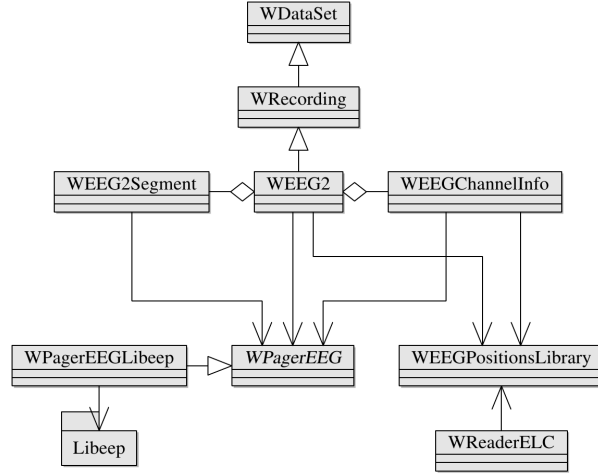 WDataSet
WRecording
WEEG2Segment
WEEG2
WEEGChannelInfo
WPagerEEGLibeep
WPagerEEG
WEEGPositionsLibrary
Libeep
WReaderELC